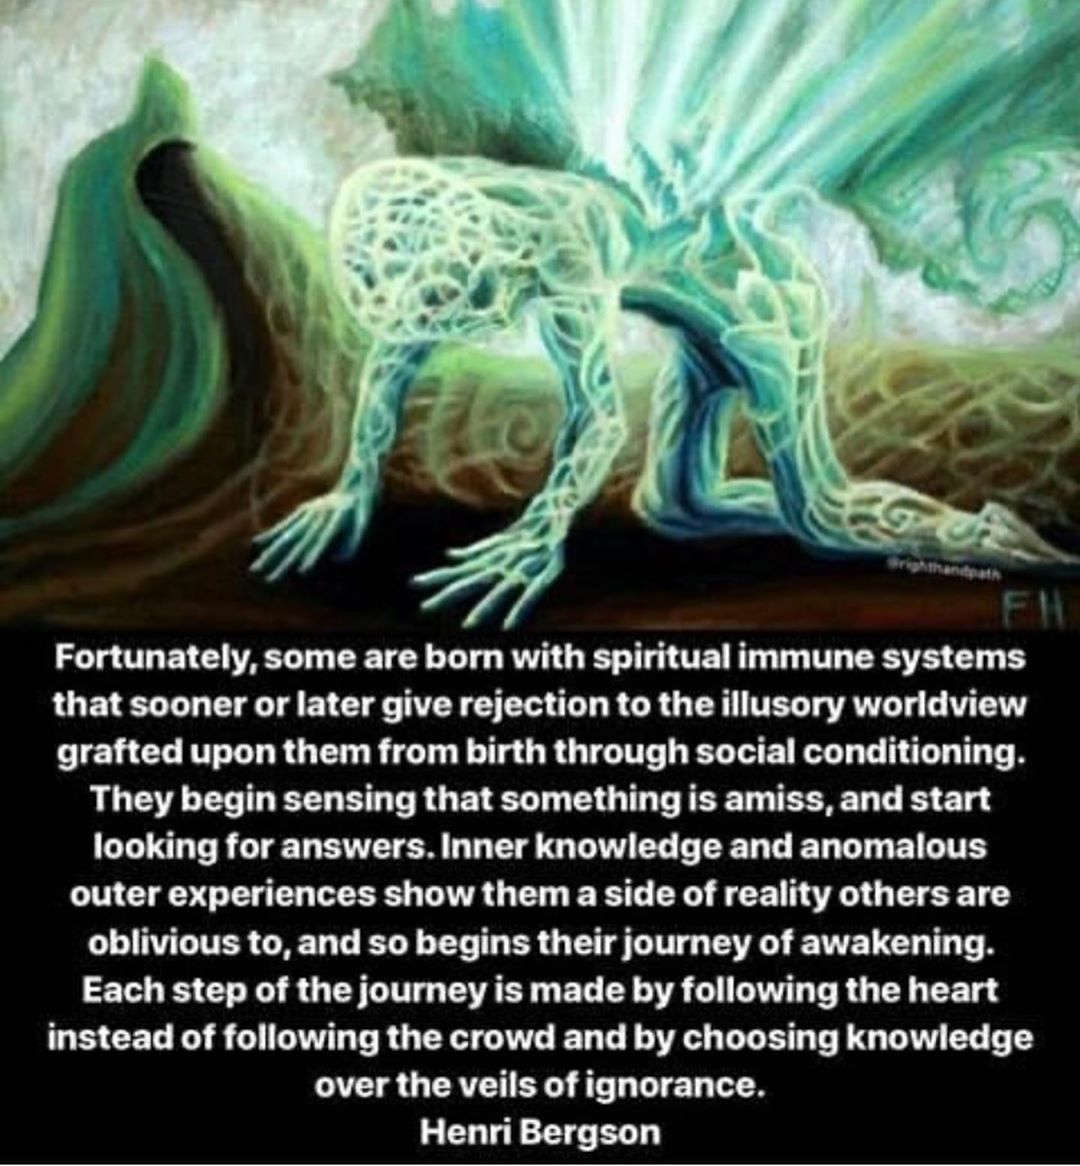 @righthandpath
FH
Fortunately, some are born with spiritual immune systems
that sooner or later give rejection to the illusory worldview
grafted upon them from birth through social conditioning.
They begin sensing that something is amiss, and start
looking for answers. Inner knowledge and anomalous
outer experiences show them a side of reality others are
oblivious to, and so begins their journey of awakening.
Each step of the journey is made by following the heart
instead of following the crowd and by choosing knowledge
over the veils of ignorance.
Henri Bergson